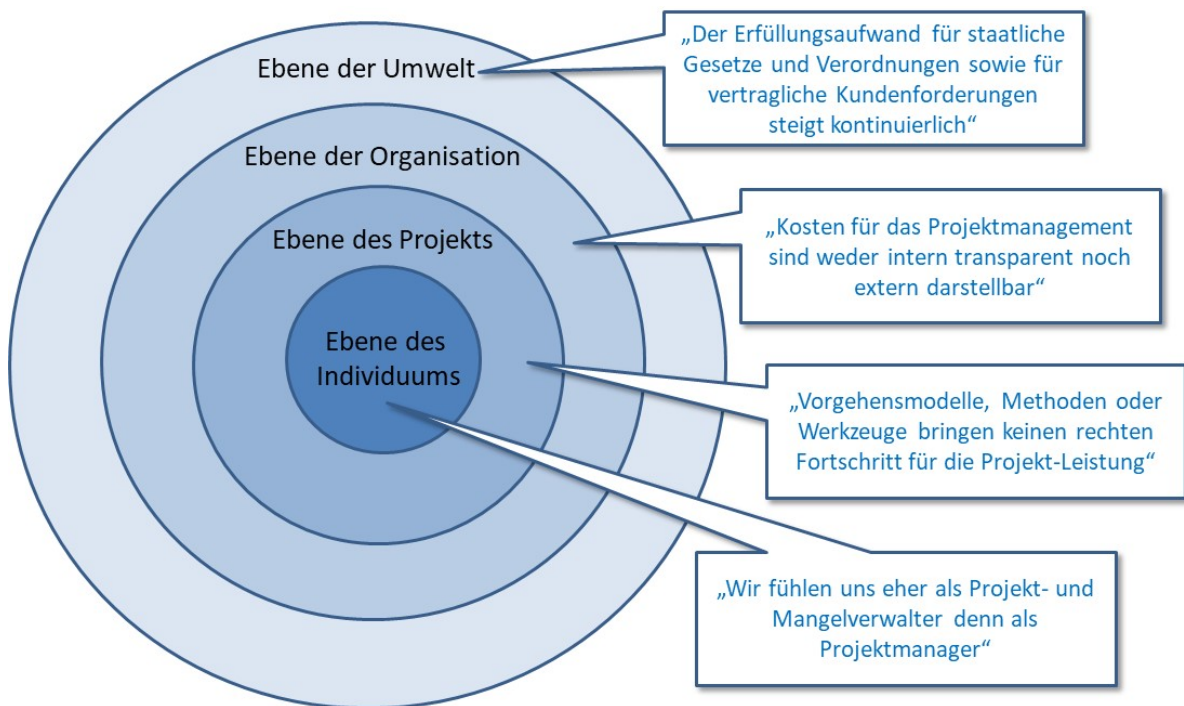 Ebene der Umwelt
„Der Erfüllungsaufwand für staatliche
Gesetze und Verordnungen sowie für
vertragliche Kundenforderungen
steigt kontinuierlich“
Ebene der Organisation
„Kosten für das Projektmanagement
sind weder intern transparent noch
extern darstellbar“
Ebene des Projekts
„Vorgehensmodelle, Methoden oder
Werkzeuge bringen keinen rechten
Fortschritt für die Projekt-Leistung“
Ebene des
Individuums
„Wir fühlen uns eher als Projekt- und
Mangelverwalter denn als
Projektmanager“